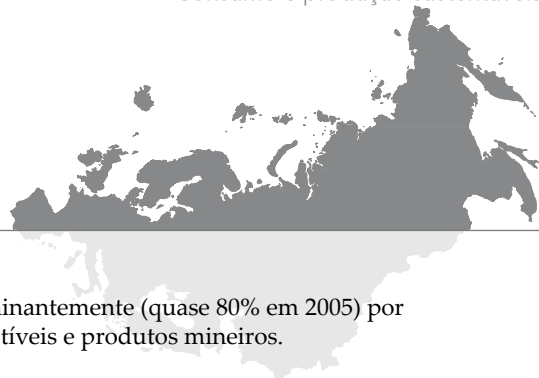 inantemente (quase 80% em 2005) por
tíveis e produtos mineiros.